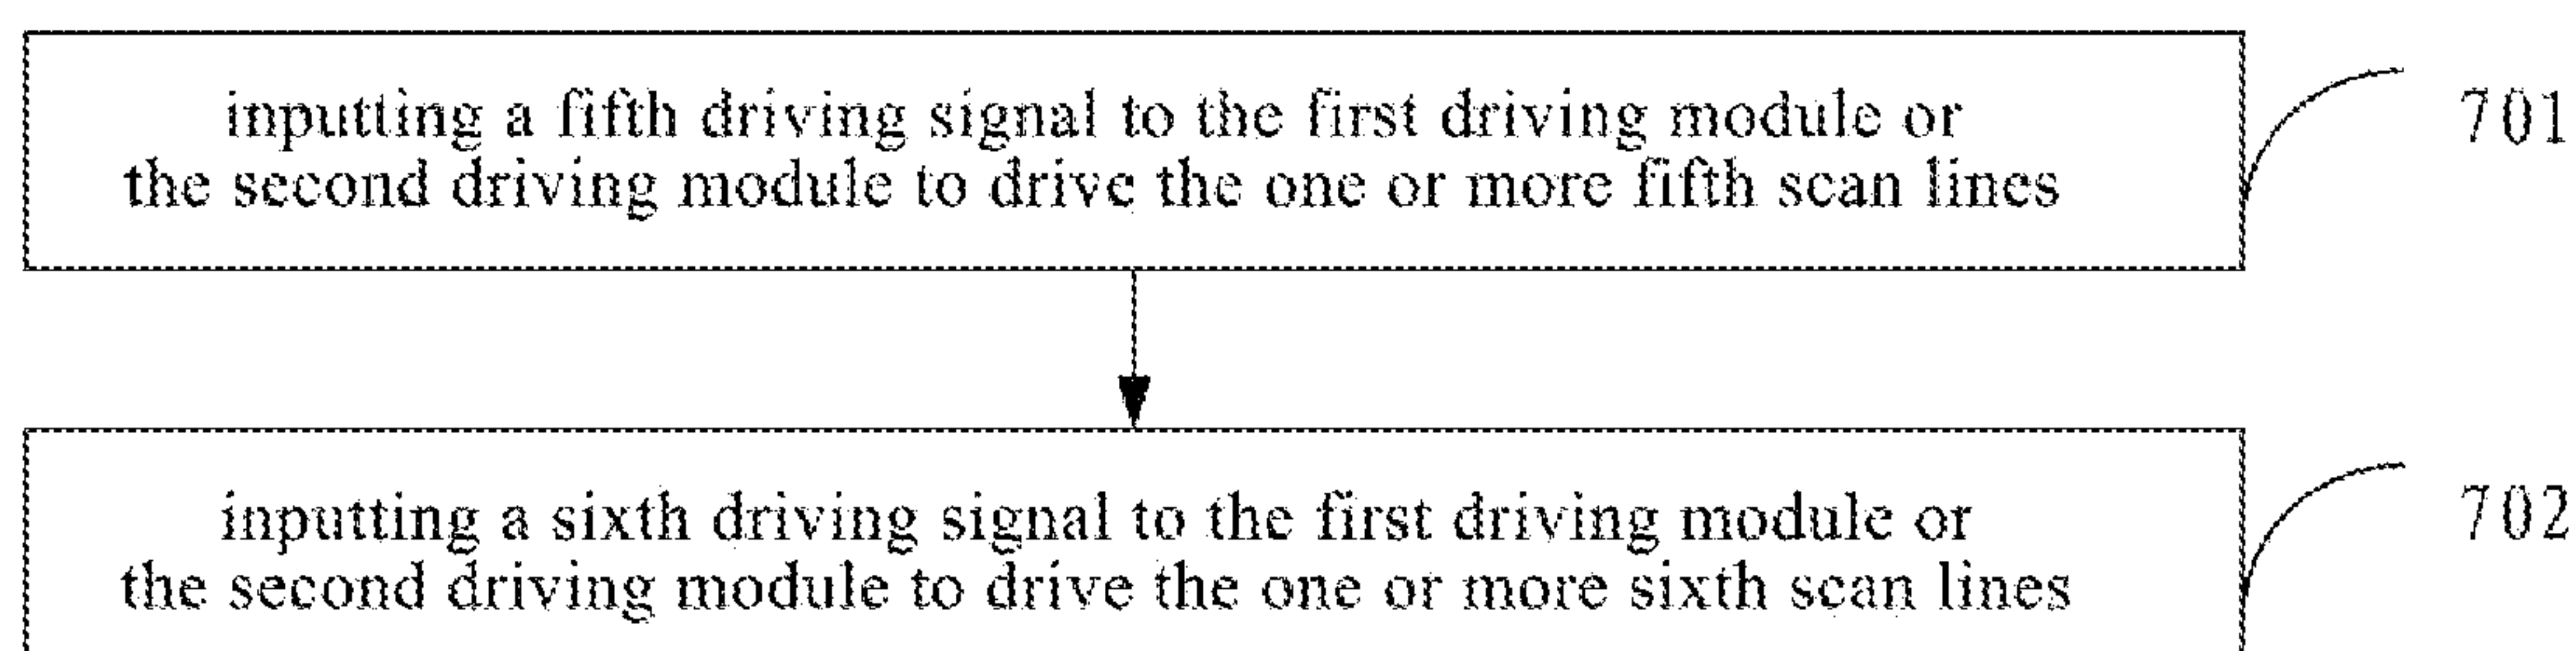 inputting a fifth driving signal to the first driving module or
the second driving module to drive the one or more fifth scan lines
701
inputting a sixth driving signal to the first driving module or
the second driving module to drive the one or more sixth scan lines
702